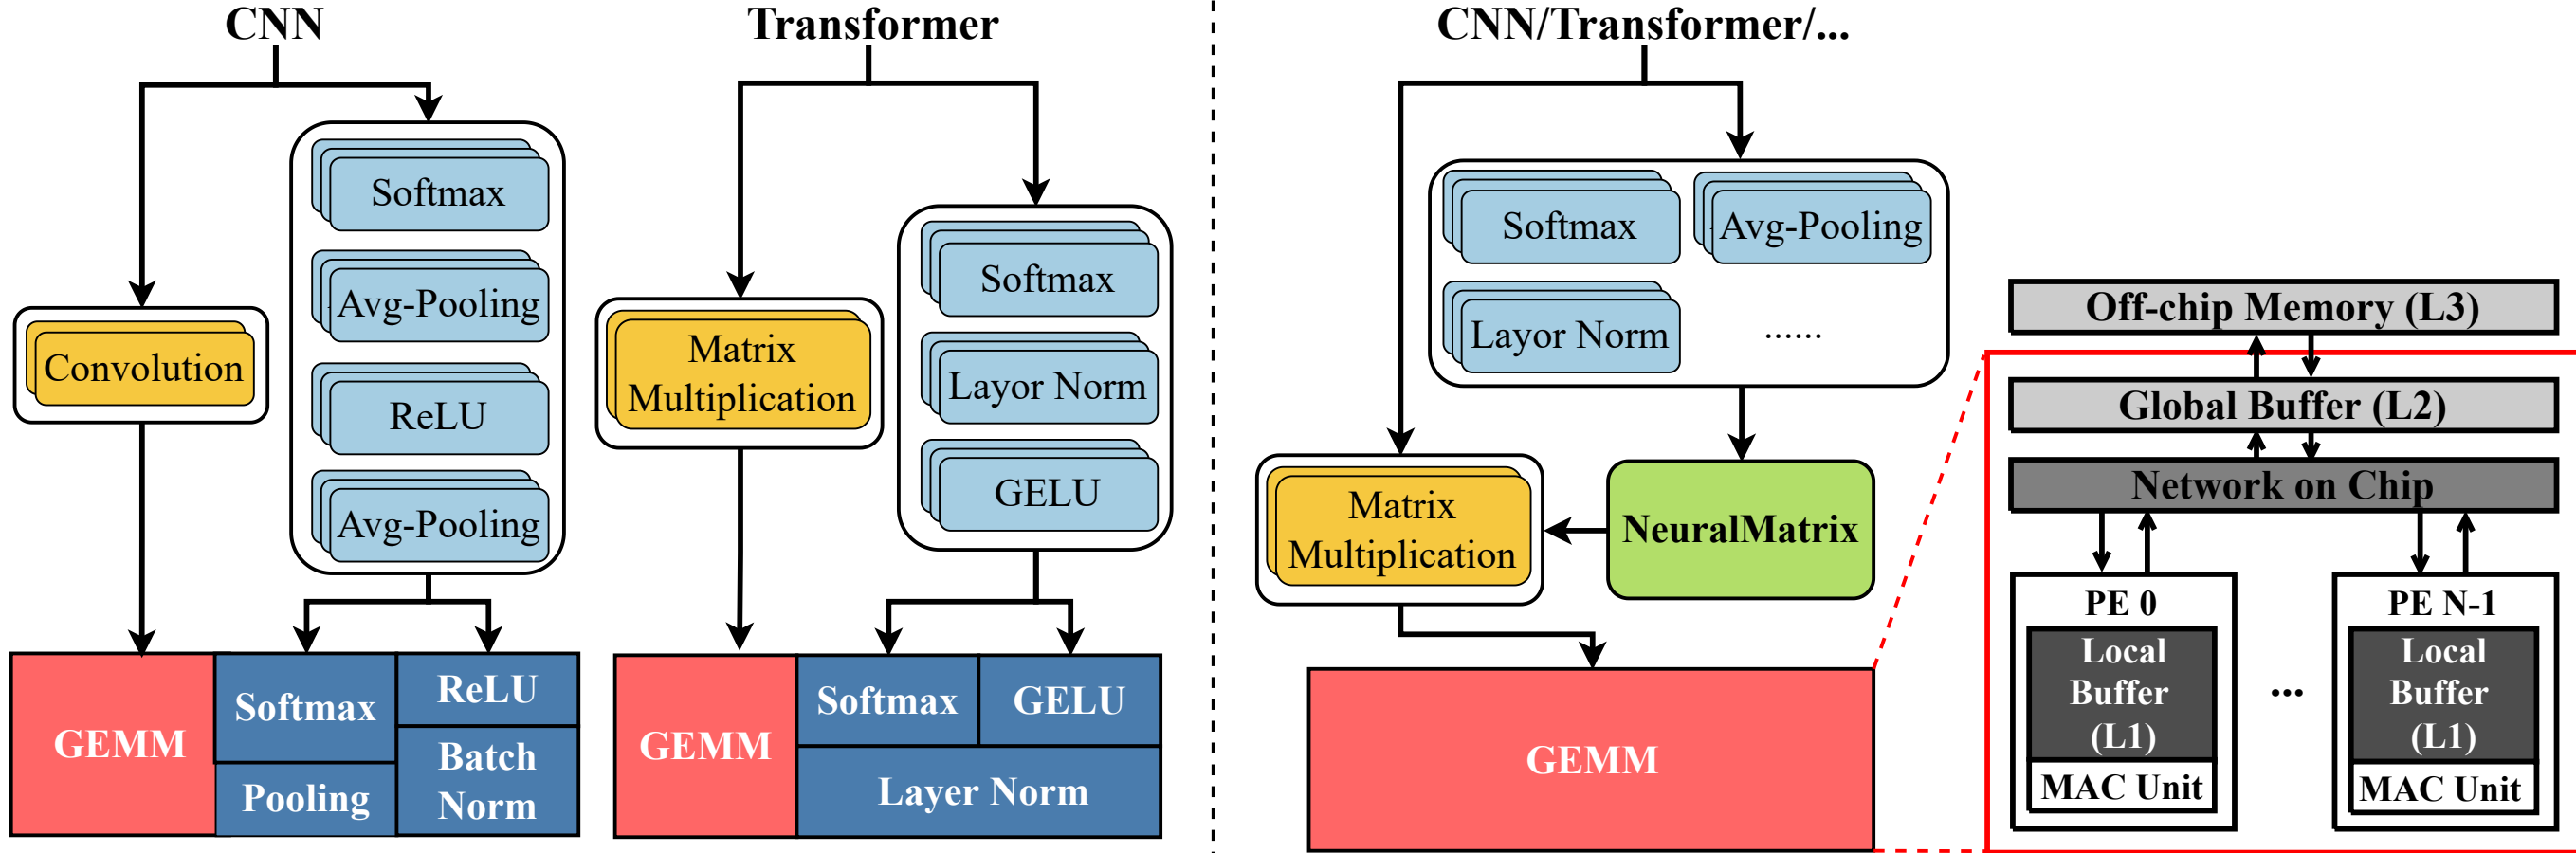 CNN
Softmax
Avg-Pooling
ReLU
Avg-Pooling
Convolution
GEMM
Softmax
Pooling
ReLU
Batch
Norm
Transformer
Matrix
Multiplication
Softmax
Layor Norm
GELU
GEMM
Softmax
GELU
Layer Norm
CNN/Transformer/...
Softmax
Avg-Pooling
Layor Norm
......
Matrix
Multiplication
NeuralMatrix
GEMM
Off-chip Memory (L3)
Global Buffer (L2)
Network on Chip
PE 0
Local
Buffer
(L1)
MAC Unit
...
PE N-1
Local
Buffer
(L1)
MAC Unit